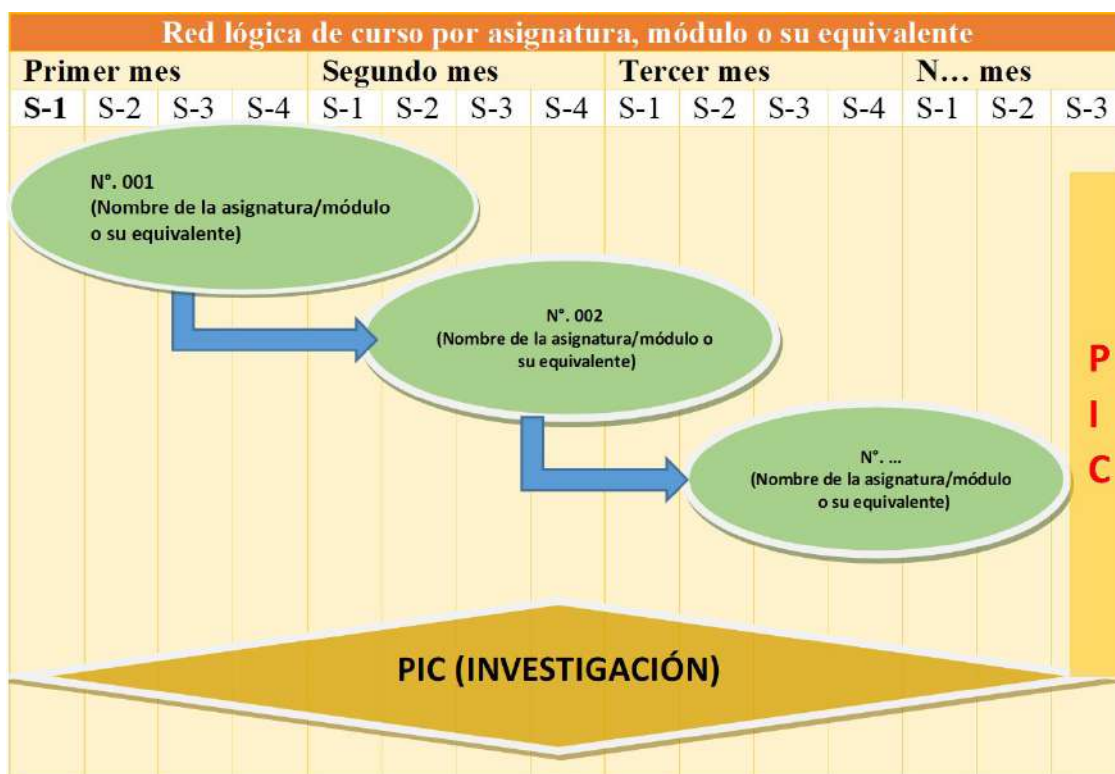 Red lógica de curso por asignatura, módulo o su equivalente
Primer mes Segundo mes Tercer mes N... mes
S-1 S-2 S-3 S-4 S-1 S-2 S-3 S-4 S-1 S-2 S-3 S-4 S-1 S-2 S-3
N°. 001
(Nombre de la asignatura/módulo
o su equivalente)
N°. 002
(Nombre de la asignatura/módulo o
su equivalente)
N°. ...
(Nombre de la asignatura/módulo
o su equivalente)
P
I
C
PIC (INVESTIGACIÓN)